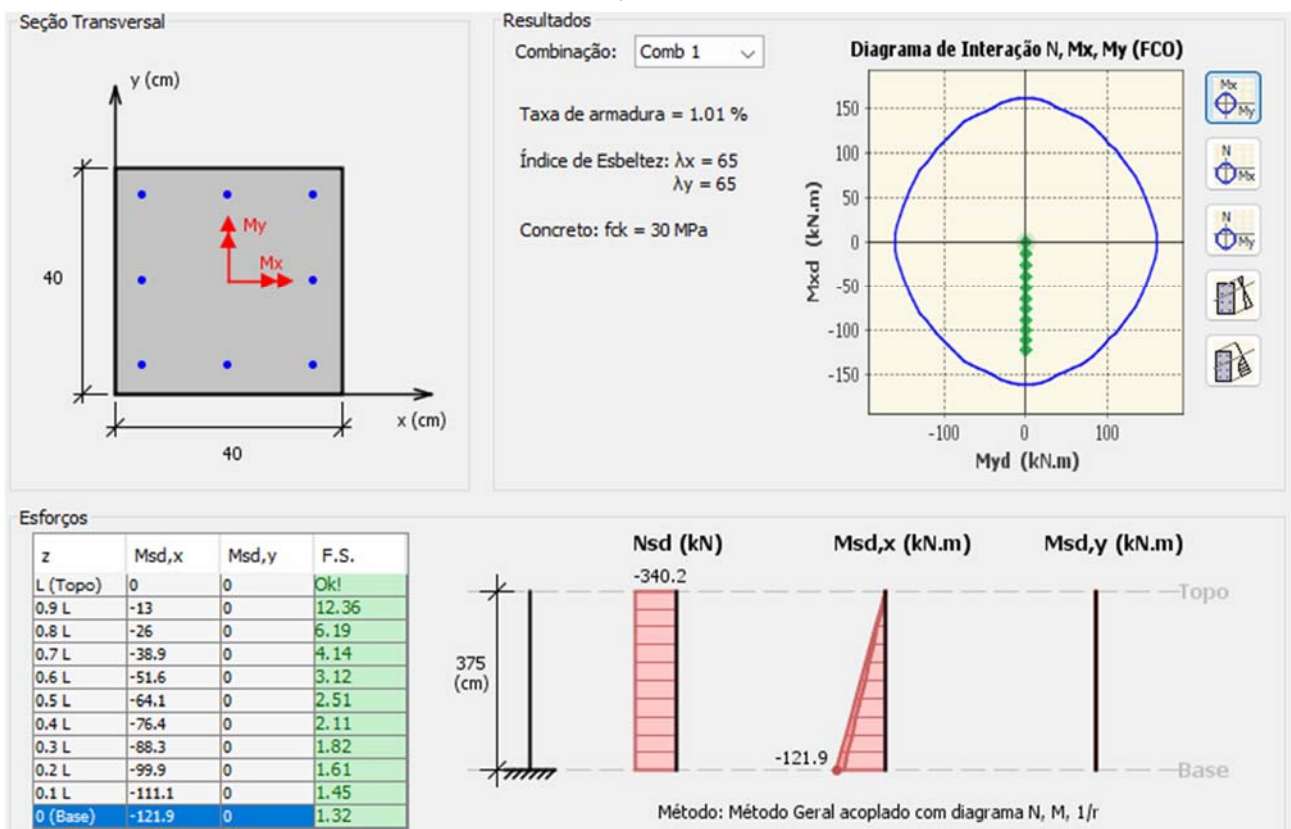 Seção Transversal
y (cm)
My
Mx
40
x (cm)
40
Resultados
Combinação: Comb 1
Taxa de armadura = 1.01 %
Índice de Esbeltez: λx = 65
λy = 65
Concreto: fck = 30 MPa
Diagrama de Interação N, Mx, My (FCO)
Mxd (kN.m)
150
100
50
0
-50
-100
-150
-100 0 100
Myd (kN.m)
Mx
My
N
Mx
N
My
Esforços
z Msd,x Msd,y F.S.
L (Topo) 0 0 Ok!
0.9 L -13 0 12.36
0.8 L -26 0 6.19
0.7 L -38.9 0 4.14
0.6 L -51.6 0 3.12
0.5 L -64.1 0 2.51
0.4 L -76.4 0 2.11
0.3 L -88.3 0 1.82
0.2 L -99.9 0 1.61
0.1 L -111.1 0 1.45
0 (Base) -121.9 0 1.32
Nsd (kN) Msd,x (kN.m) Msd,y (kN.m)
-340.2
Topo
375
(cm)
-121.9
Base
Método: Método Geral acoplado com diagrama N, M, 1/r